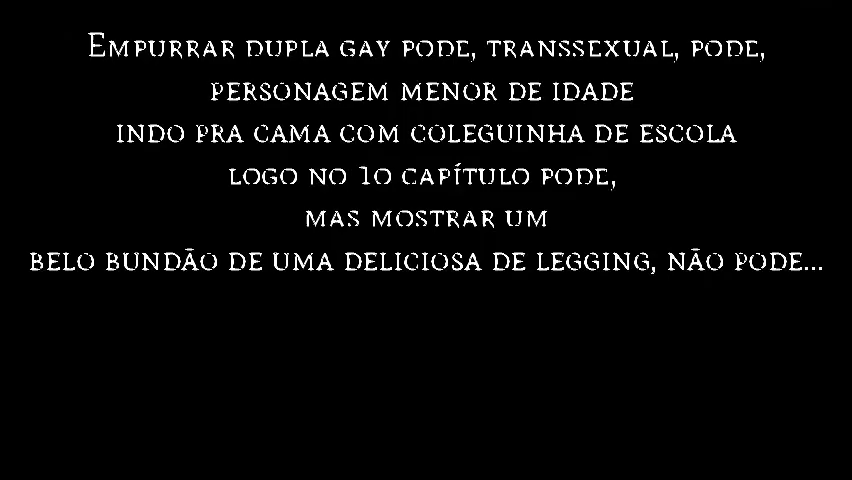 Empurrar dupla gay pode, transsexual, pode,
personagem menor de idade
indo pra cama com coleguinha de escola
logo no 1o capítulo pode,
mas mostrar um
belo bundão de uma deliciosa de legging, não pode...